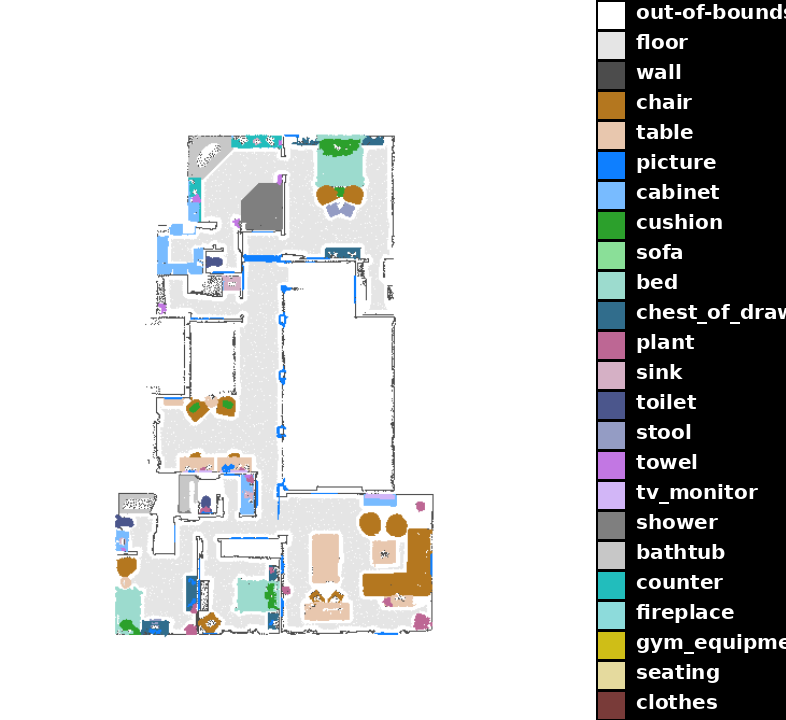 out-of-bounds
floor
wall
chair
table
picture
cabinet
cushion
sofa
bed
chest_of_draw
plant
sink
toilet
stool
towel
tv_monitor
shower
bathtub
counter
fireplace
gym_equipme
seating
clothes